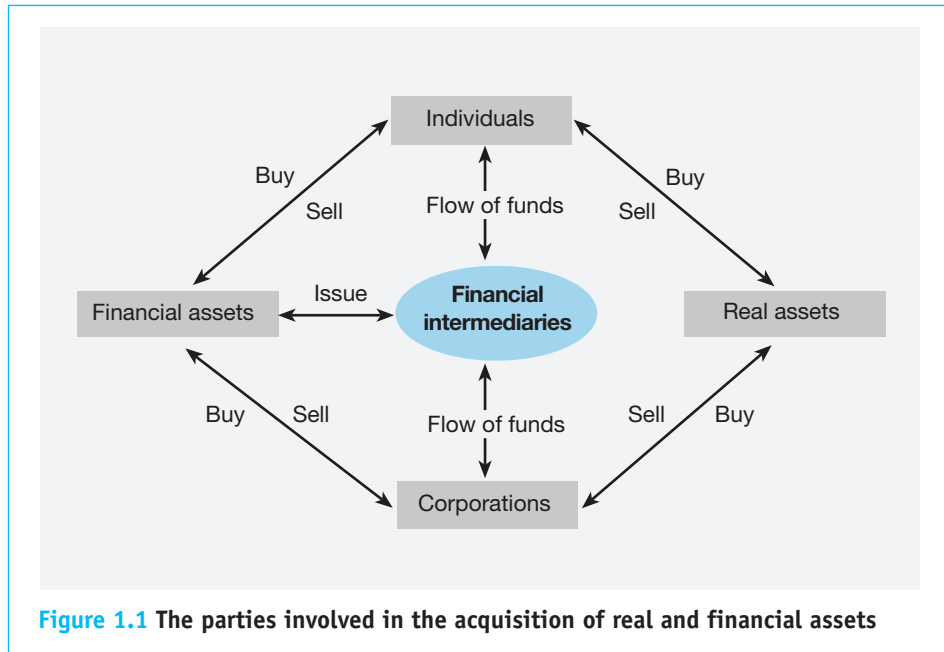 Individuals
Buy
Buy
Sell
Flow of funds
Sell
Financial assets
Issue
Financial
intermediaries
Real assets
Buy
Sell
Flow of funds
Sell
Buy
Corporations
Figure 1.1 The parties involved in the acquisition of real and financial assets